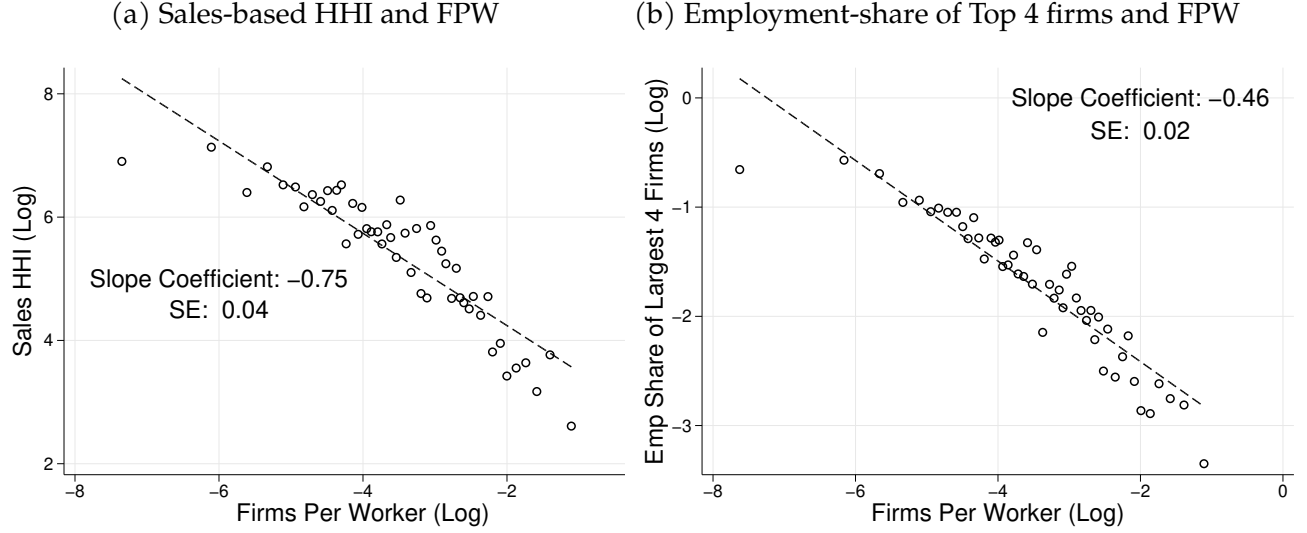 (a) Sales-based HHI and FPW
Sales HHI (Log)
8
6
4
2
Slope Coefficient: −0.75
SE: 0.04
−8 −6 −4 −2
Firms Per Worker (Log)
(b) Employment-share of Top 4 firms and FPW
Emp Share of Largest 4 Firms (Log)
0
−1
−2
−3
Slope Coefficient: −0.46
SE: 0.02
−8 −6 −4 −2 0
Firms Per Worker (Log)